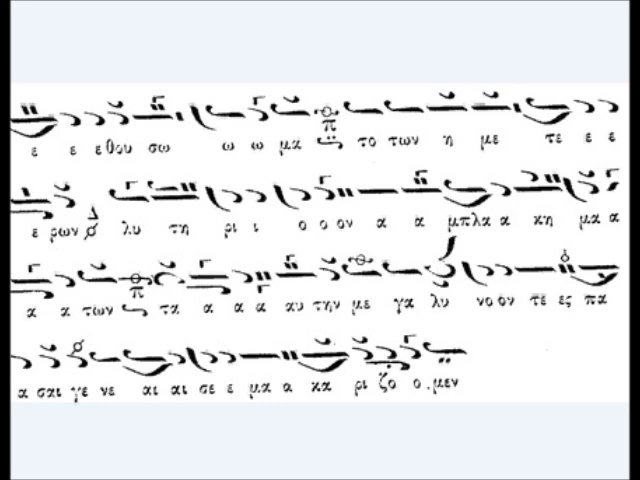 ε ε ε θου σω ω ω μα το των η με τε ε ε
ε ρων λυ τη ρι ι ο ο ον α α μπλα α κη μα α
α α των τα α α α αυ την με γα λυ νο ον τε ες πα
α σαι γε νε αι αι σε ε μα α κα ρι ζο ο μεν